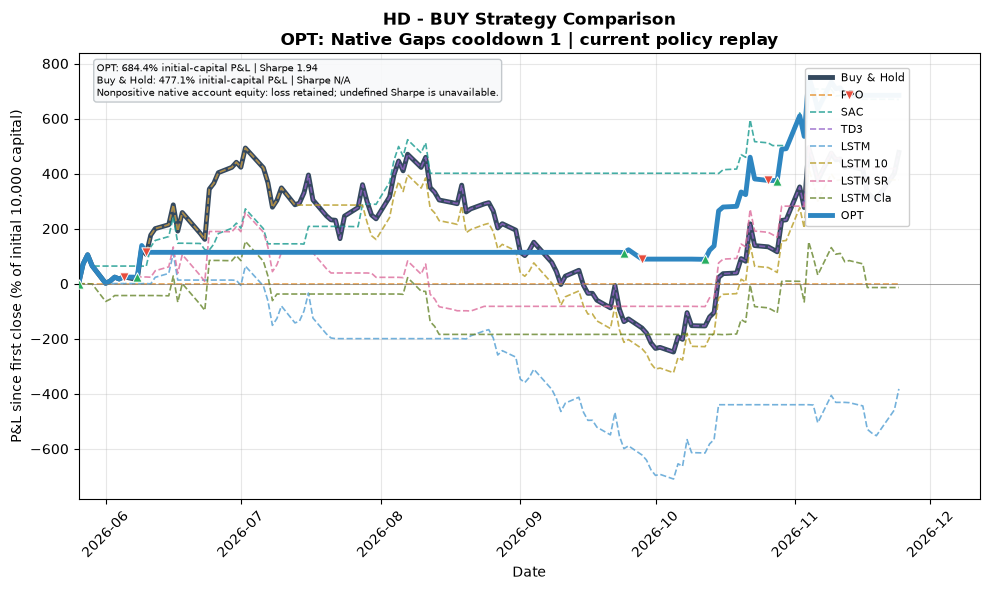 HD - BUY Strategy Comparison
OPT: Native Gaps cooldown 1 | current policy replay
OPT: 684.4% initial-capital P&L | Sharpe 1.94
Buy & Hold: 477.1% initial-capital P&L | Sharpe N/A
Nonpositive native account equity: loss retained; undefined Sharpe is unavailable.
Buy & Hold
SAC
TD3
LSTM
LSTM 10
LSTM SR
LSTM Cla
OPT
P&L since first close (% of initial 10,000 capital)
800
600
400
200
0
−200
−400
−600
2026-06
2026-07
2026-08
2026-09
2026-10
2026-11
2026-12
Date